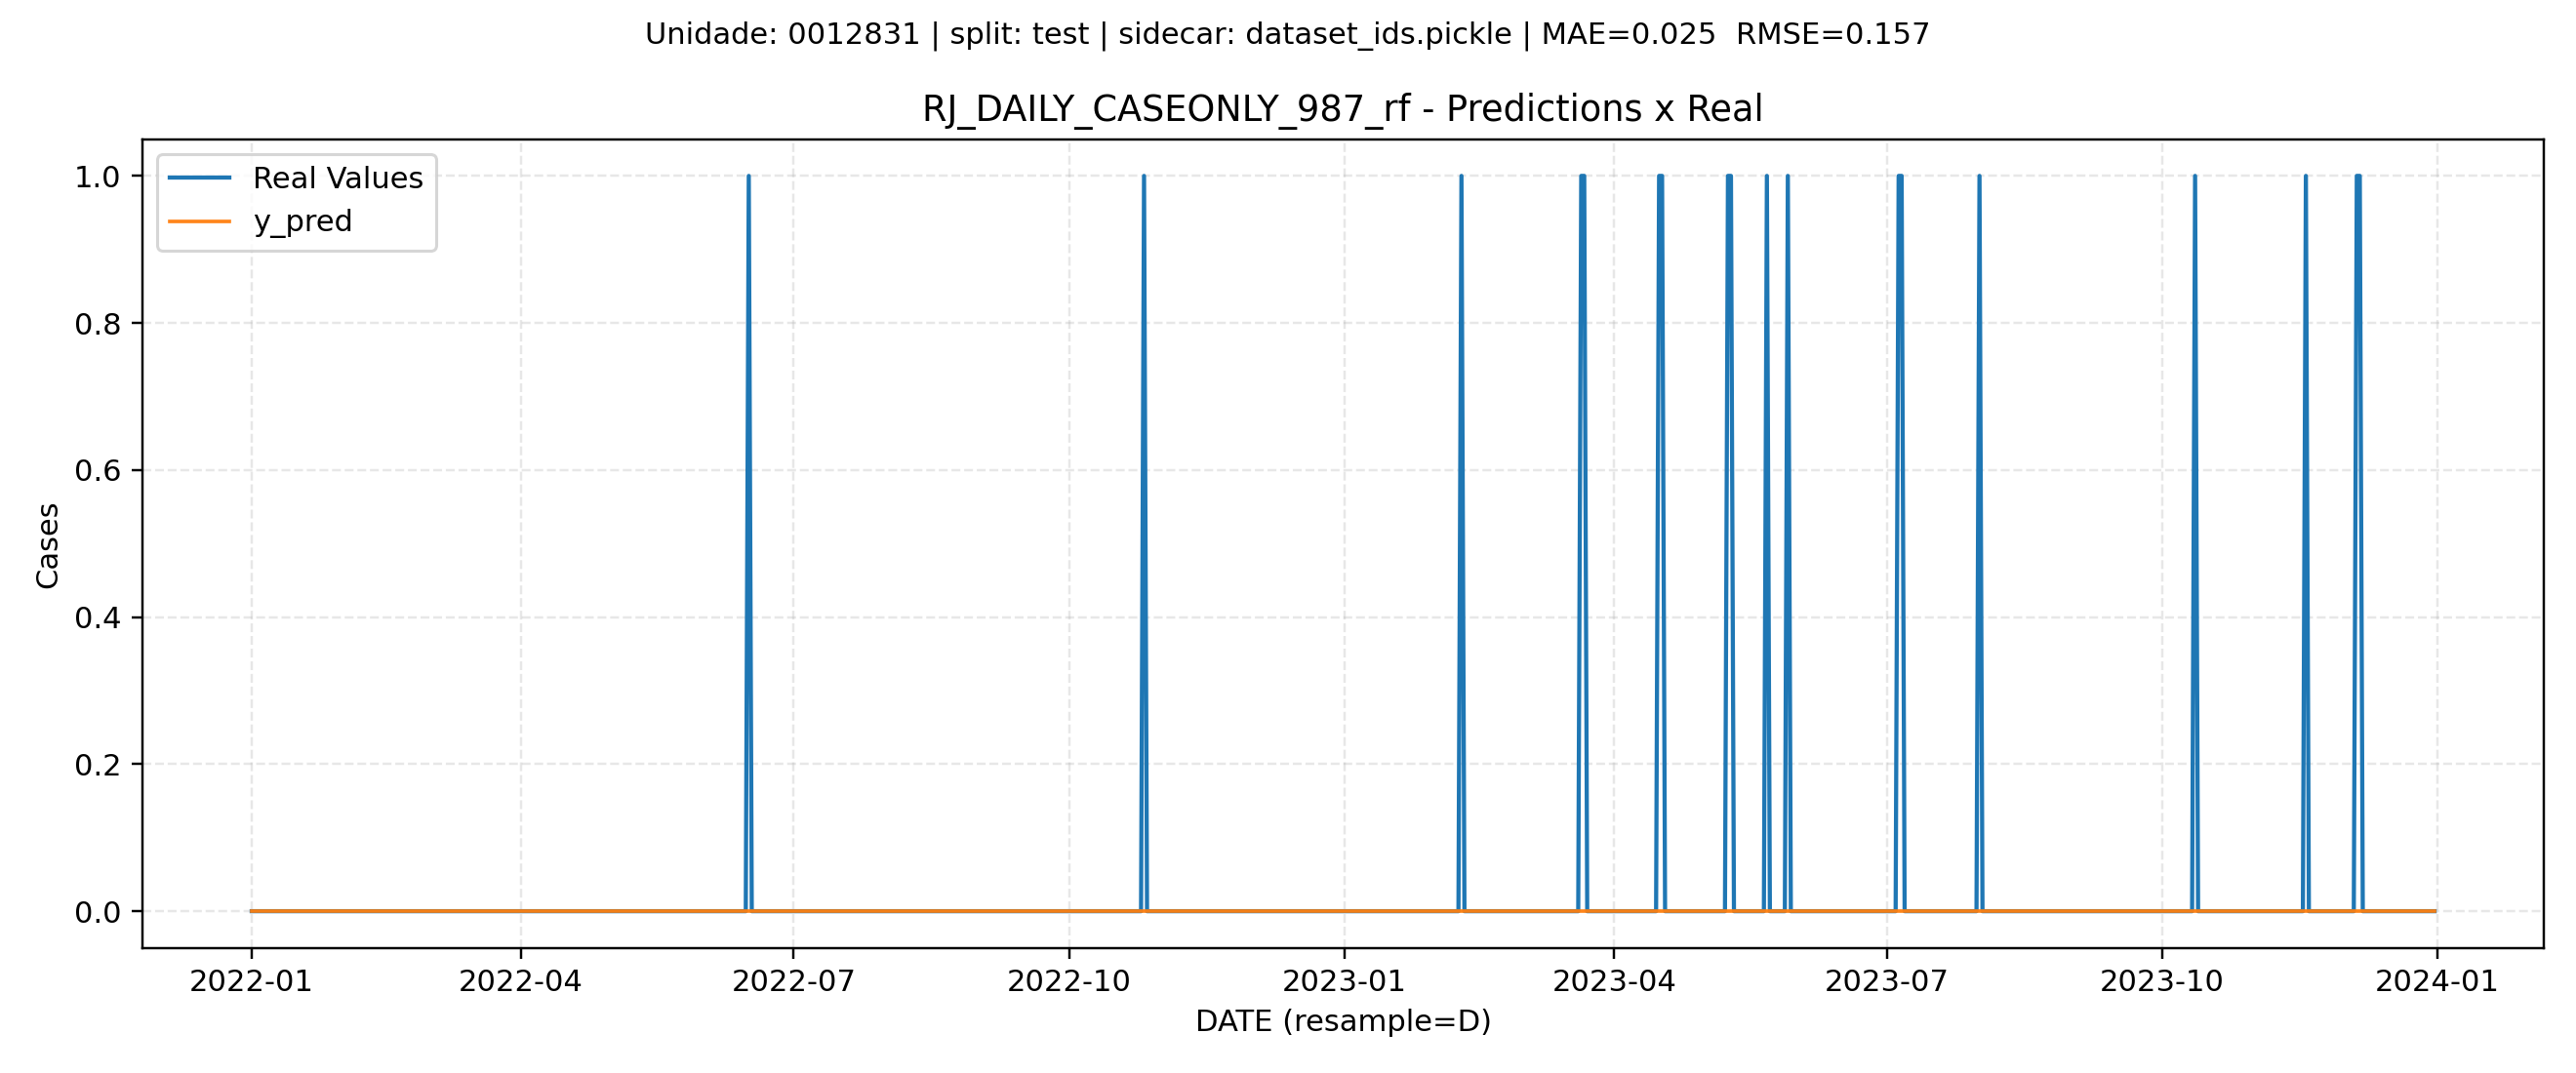 Unidade: 0012831 | split: test | sidecar: dataset_ids.pickle | MAE=0.025  RMSE=0.157
RJ_DAILY_CASEONLY_987_rf - Predictions x Real
Real Values
y_pred
1.0
0.8
0.6
0.4
0.2
0.0
Cases
2022-01
2022-04
2022-07
2022-10
2023-01
2023-04
2023-07
2023-10
2024-01
DATE (resample=D)